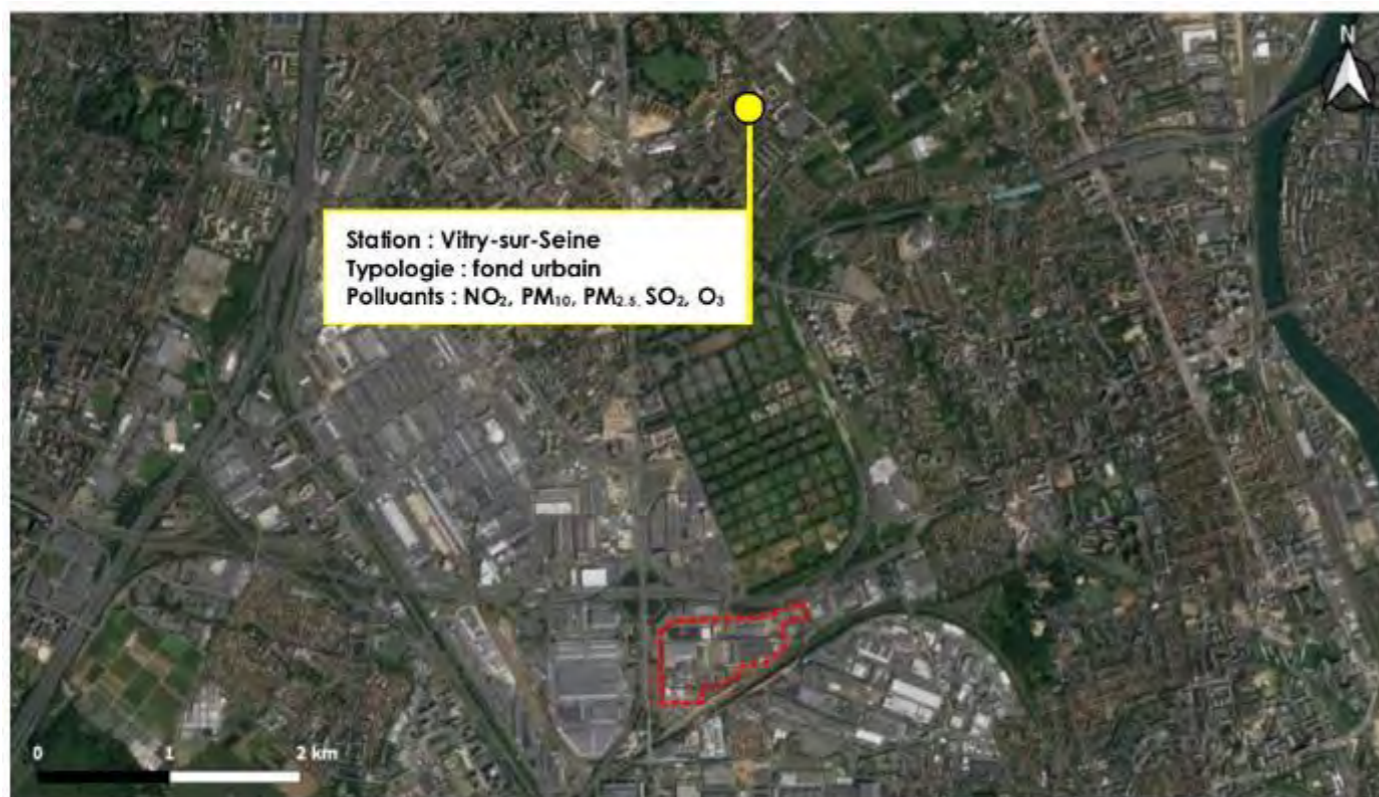 N
Station : Vitry-sur-Seine
Typologie : fond urbain
Polluants : NO₂, PM₁₀, PM₂.₅, SO₂, O₃
0 1 2 km